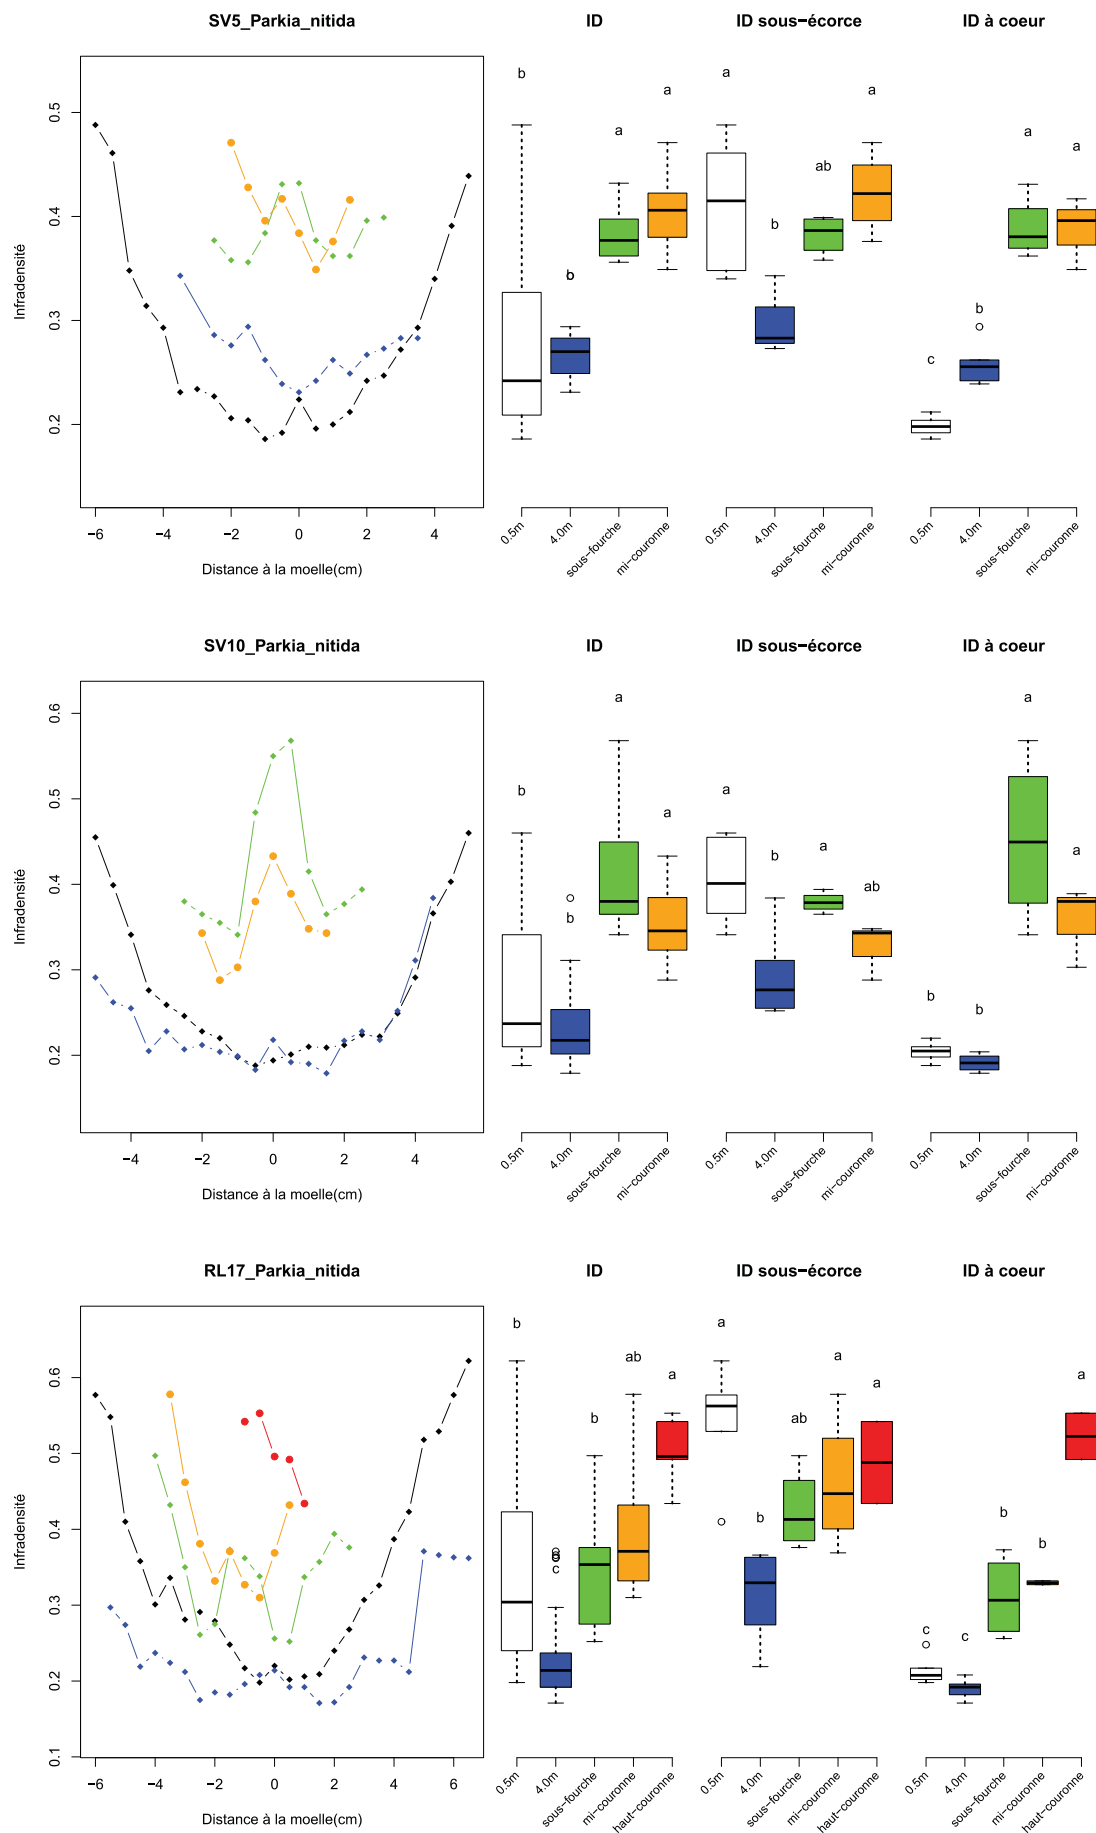 SV5_Parkia_nitida ID ID sous−écorce ID à coeur
Infradensité
0.5
0.4
0.3
0.2
b a a b
a b ab a
c b a a
−6 −4 −2 0 2 4
Distance à la moelle(cm)
0.5m 4.0m sous−fourche mi−couronne
0.5m 4.0m sous−fourche mi−couronne
0.5m 4.0m sous−fourche mi−couronne
SV10_Parkia_nitida ID ID sous−écorce ID à coeur
Infradensité
0.6
0.5
0.4
0.3
0.2
b b a a
a b a ab
b b a a
−4 −2 0 2 4
Distance à la moelle(cm)
0.5m 4.0m sous−fourche mi−couronne
0.5m 4.0m sous−fourche mi−couronne
0.5m 4.0m sous−fourche mi−couronne
RL17_Parkia_nitida ID ID sous−écorce ID à coeur
Infradensité
0.6
0.5
0.4
0.3
0.2
0.1
b c b ab a
a b ab a a
c c b b a
−6 −4 −2 0 2 4 6
Distance à la moelle(cm)
0.5m 4.0m sous−fourche mi−couronne haut−couronne
0.5m 4.0m sous−fourche mi−couronne haut−couronne
0.5m 4.0m sous−fourche mi−couronne haut−couronne